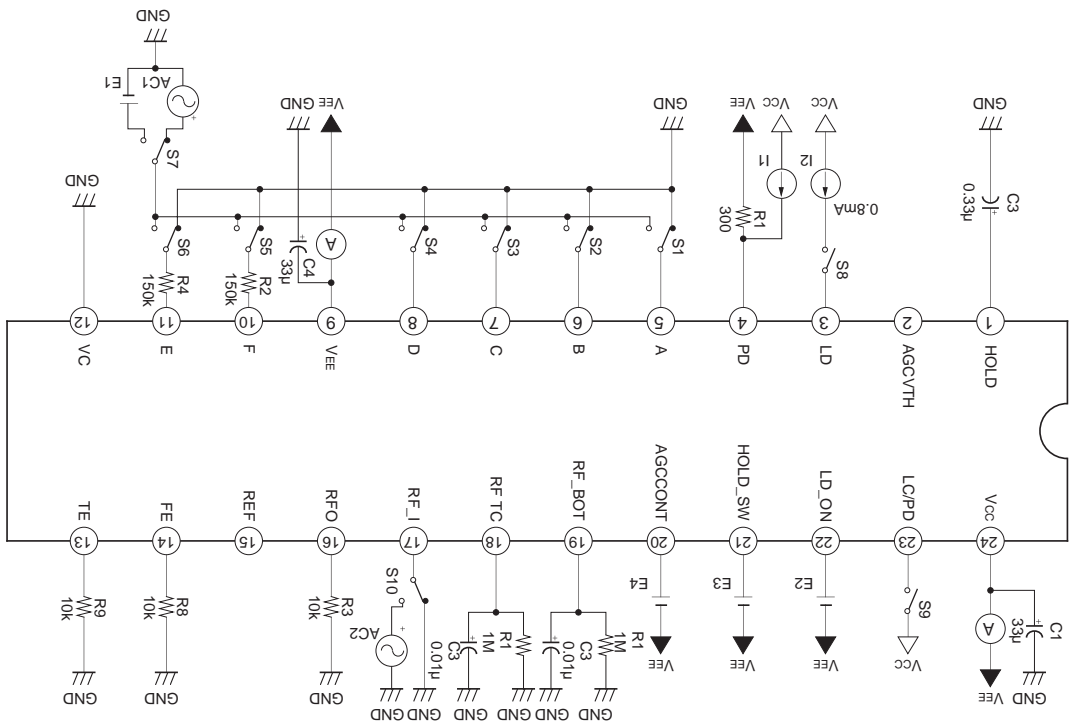 GND
E1
AC1
+
S7
GND
GND
VEE
GND
VEE
VCC
VCC
GND
I1
I2
0.8mA
C3
0.33µ
+
R1
300
S8
S6
S5
S4
S3
S2
S1
R4
150k
R2
150k
+
C4
33µ
A
12
11
10
9
8
7
6
5
4
3
2
1
VC
E
F
VEE
D
C
B
A
PD
LD
AGCVTH
HOLD
TE
FE
REF
RFO
RF_I
RF TC
RF_BOT
AGCCONT
HOLD_SW
LD_ON
LC/PD
VCC
13
14
15
16
17
18
19
20
21
22
23
24
R9
10k
R8
10k
R3
10k
S10
AC2
+
C3
0.01µ
+
R1
1M
C3
0.01µ
+
R1
1M
E4
E3
E2
S9
A
C1
33µ
+
GND
GND
GND
GND
GND
GND
GND
GND
GND
VEE
VEE
VEE
VCC
VEE
GND